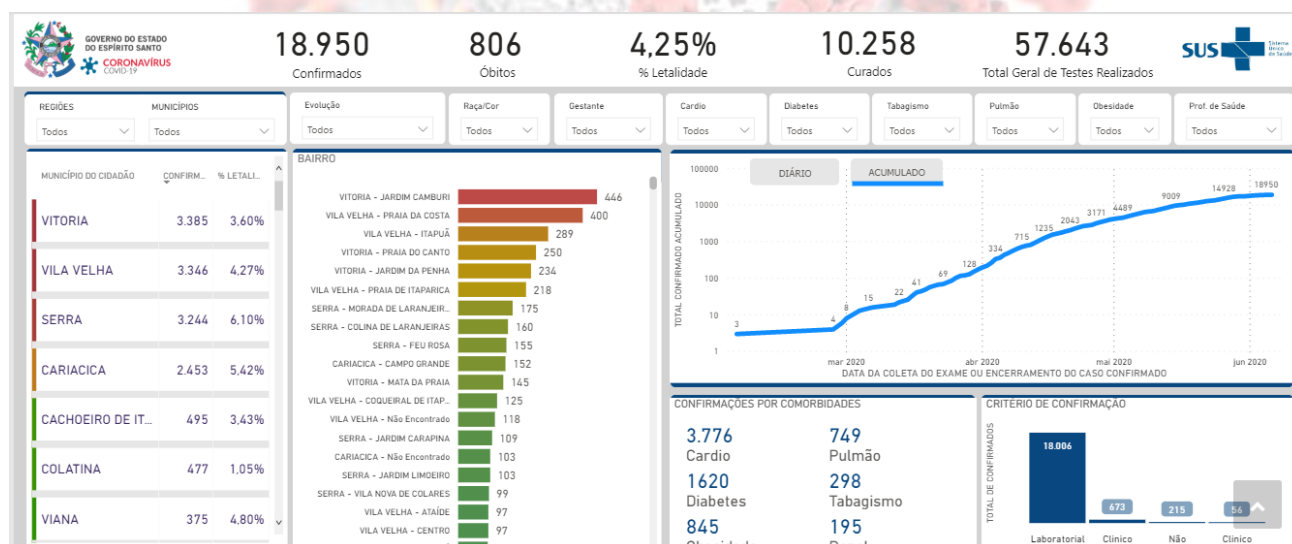 GOVERNO DO ESTADO
DO ESPÍRITO SANTO
CORONAVÍRUS
COVID-19
18.950
Confirmados
806
Óbitos
4,25%
% Letalidade
10.258
Curados
57.643
Total Geral de Testes Realizados
SUS
Sistema
Único
de Saúde
REGIÕES
Todos
MUNICÍPIOS
Todos
Evolução
Todos
Raça/Cor
Todos
Gestante
Todos
Cardio
Todos
Diabetes
Todos
Tabagismo
Todos
Pulmão
Todos
Obesidade
Todos
Prof. de Saúde
Todos
MUNICÍPIO DO CIDADÃO CONFIRM... % LETALI...
VITORIA 3.385 3,60%
VILA VELHA 3.346 4,27%
SERRA 3.244 6,10%
CARIACICA 2.453 5,42%
CACHOEIRO DE IT... 495 3,43%
COLATINA 477 1,05%
VIANA 375 4,80%
BAIRRO
VITORIA - JARDIM CAMBURI 446
VILA VELHA - PRAIA DA COSTA 400
VILA VELHA - ITAPUÃ 289
VITORIA - PRAIA DO CANTO 250
VITORIA - JARDIM DA PENHA 234
VILA VELHA - PRAIA DE ITAPARICA 218
SERRA - MORADA DE LARANJEIR... 175
SERRA - COLINA DE LARANJEIRAS 160
SERRA - FEU ROSA 155
CARIACICA - CAMPO GRANDE 152
VITORIA - MATA DA PRAIA 145
VILA VELHA - COQUEIRAL DE ITAP... 125
VILA VELHA - Não Encontrado 118
SERRA - JARDIM CARAPINA 109
CARIACICA - Não Encontrado 103
SERRA - JARDIM LIMOEIRO 103
SERRA - VILA NOVA DE COLARES 99
VILA VELHA - ATAÍDE 97
VILA VELHA - CENTRO 97
DIÁRIO
ACUMULADO
TOTAL CONFIRMADO ACUMULADO
100000
10000
1000
100
10
1
3
4
8
15
22
41
69
128
334
715
1235
2043
3171
4489
9009
14928
18950
mar 2020 abr 2020 mai 2020 jun 2020
DATA DA COLETA DO EXAME OU ENCERRAMENTO DO CASO CONFIRMADO
CONFIRMAÇÕES POR COMORBIDADES
3.776
Cardio
749
Pulmão
1620
Diabetes
298
Tabagismo
845
195
CRITÉRIO DE CONFIRMAÇÃO
TOTAL DE CONFIRMADOS
18.006
673
215
56
Laboratorial Clinico Não Clinico